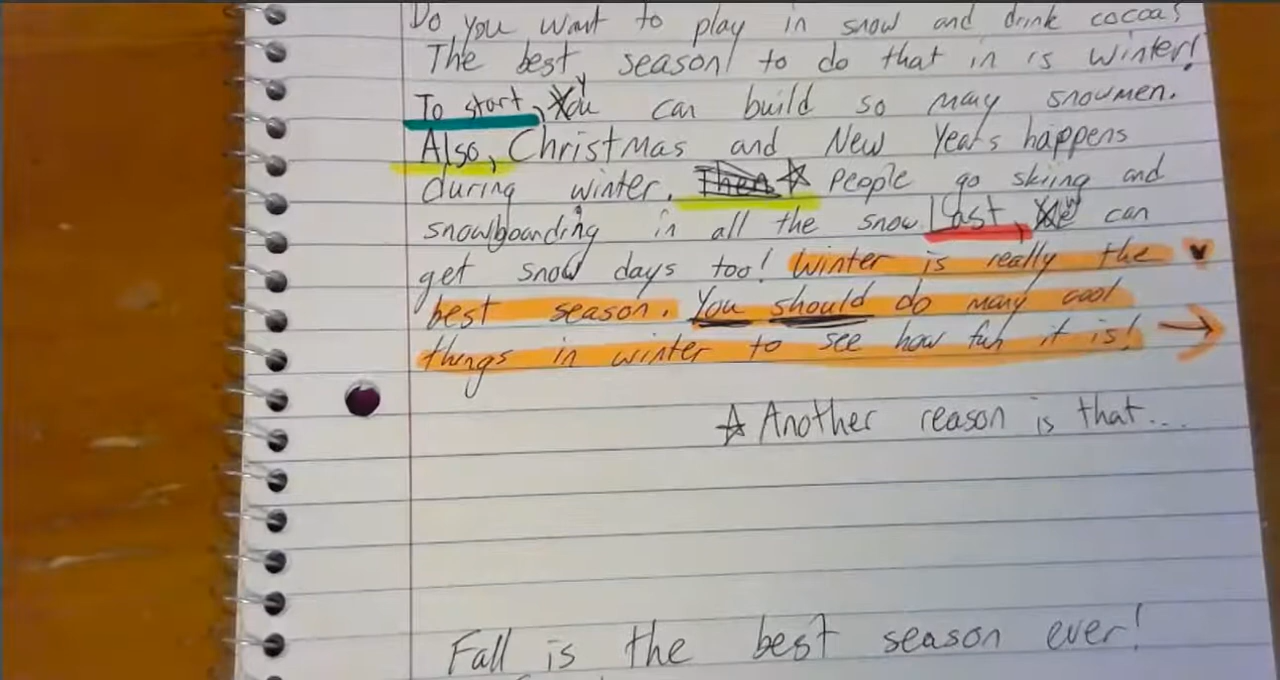 Do you want to play in snow and drink cocoa?
The best season to do that in is winter!
To start, you can build so many snowmen.
Also, Christmas and New Years happens
during winter. Then ☆ People go skiing and
snowboarding in all the snow Last, we can
get snow days too! Winter is really the ♥
best season. You should do many cool
things in winter to see how fun it is! →
☆ Another reason is that...
Fall is the best season ever!